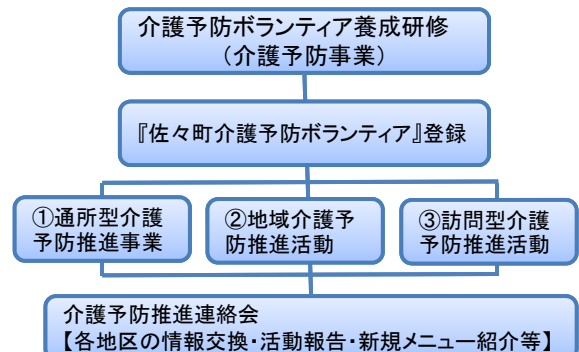 介護予防ボランティア養成研修
（介護予防事業）
『佐々町介護予防ボランティア』登録
①通所型介護
予防推進事業
②地域介護予
防推進活動
③訪問型介護
予防推進活動
介護予防推進連絡会
【各地区の情報交換・活動報告・新規メニュー紹介等】